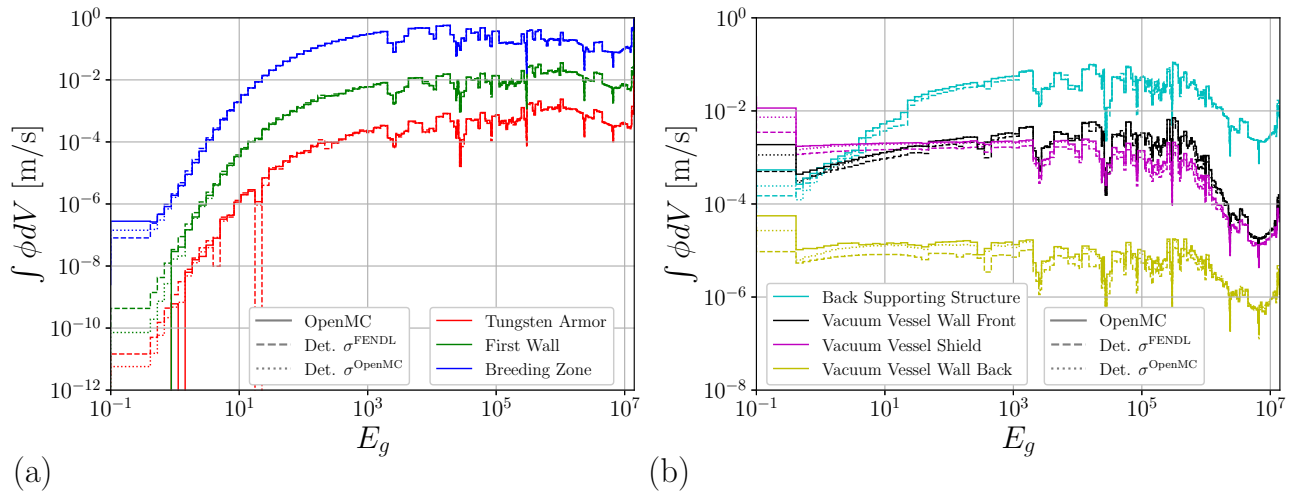 10^0
10^−2
10^−4
10^−6
10^−8
10^−10
10^−12
∫ ϕdV [m/s]
OpenMC
Det. σ^FENDL
Det. σ^OpenMC
Tungsten Armor
First Wall
Breeding Zone
10^−1 10^1 10^3 10^5 10^7
E_g
(a)
10^0
10^−2
10^−4
10^−6
10^−8
∫ ϕdV [m/s]
Back Supporting Structure
Vacuum Vessel Wall Front
Vacuum Vessel Shield
Vacuum Vessel Wall Back
OpenMC
Det. σ^FENDL
Det. σ^OpenMC
10^−1 10^1 10^3 10^5 10^7
E_g
(b)